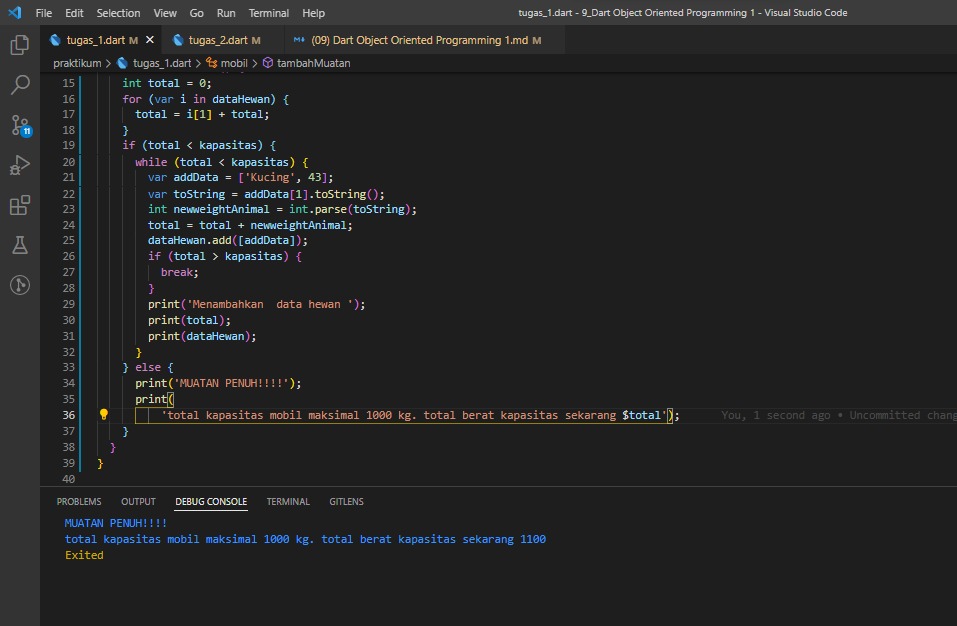 File Edit Selection View Go Run Terminal Help tugas_1.dart - 9_Dart Object Oriented Programming 1 - Visual Studio Code
tugas_1.dart M × tugas_2.dart M (09) Dart Object Oriented Programming 1.md M
praktikum > tugas_1.dart > mobil > tambahMuatan
15 int total = 0;
16 for (var i in dataHewan) {
17 total = i[1] + total;
18 }
19 if (total < kapasitas) {
20 while (total < kapasitas) {
21 var addData = ['Kucing', 43];
22 var toString = addData[1].toString();
23 int newweightAnimal = int.parse(toString);
24 total = total + newweightAnimal;
25 dataHewan.add([addData]);
26 if (total > kapasitas) {
27 break;
28 }
29 print('Menambahkan  data hewan ');
30 print(total);
31 print(dataHewan);
32 }
33 } else {
34 print('MUATAN PENUH!!!!');
35 print(
36 'total kapasitas mobil maksimal 1000 kg. total berat kapasitas sekarang $total'); You, 1 second ago • Uncommitted chang
37 }
38 }
39 }
40
11
PROBLEMS OUTPUT DEBUG CONSOLE TERMINAL GITLENS
MUATAN PENUH!!!!
total kapasitas mobil maksimal 1000 kg. total berat kapasitas sekarang 1100
Exited